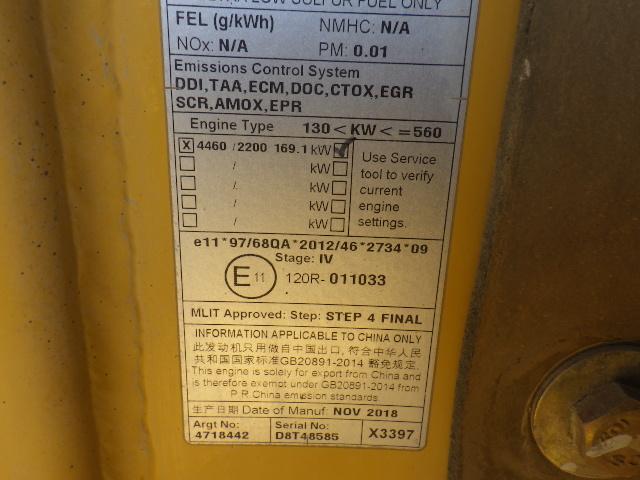 LOW SULFUR FUEL ONLY
FEL (g/kWh) NMHC: N/A
NOx: N/A PM: 0.01
Emissions Control System
DDI,TAA,ECM,DOC,CTOX,EGR
SCR,AMOX,EPR
Engine Type 130 < KW < = 560
X 4460 / 2200 169.1 kW
/ kW
/ kW
/ kW
/ kW
Use Service
tool to verify
current
engine
settings.
e11*97/68QA*2012/46*2734*09
Stage: IV
E 11 120R- 011033
MLIT Approved: Step: STEP 4 FINAL
INFORMATION APPLICABLE TO CHINA ONLY
此发动机只用做自中国出口, 符合中华人民
共和国国家标准GB20891-2014 豁免规定.
This engine is solely for export from China and
is therefore exempt under GB20891-2014 from
P.R.China emission standards.
生产日期 Date of Manuf: NOV 2018
Argt No: Serial No:
4718442 D8T48585 X3397